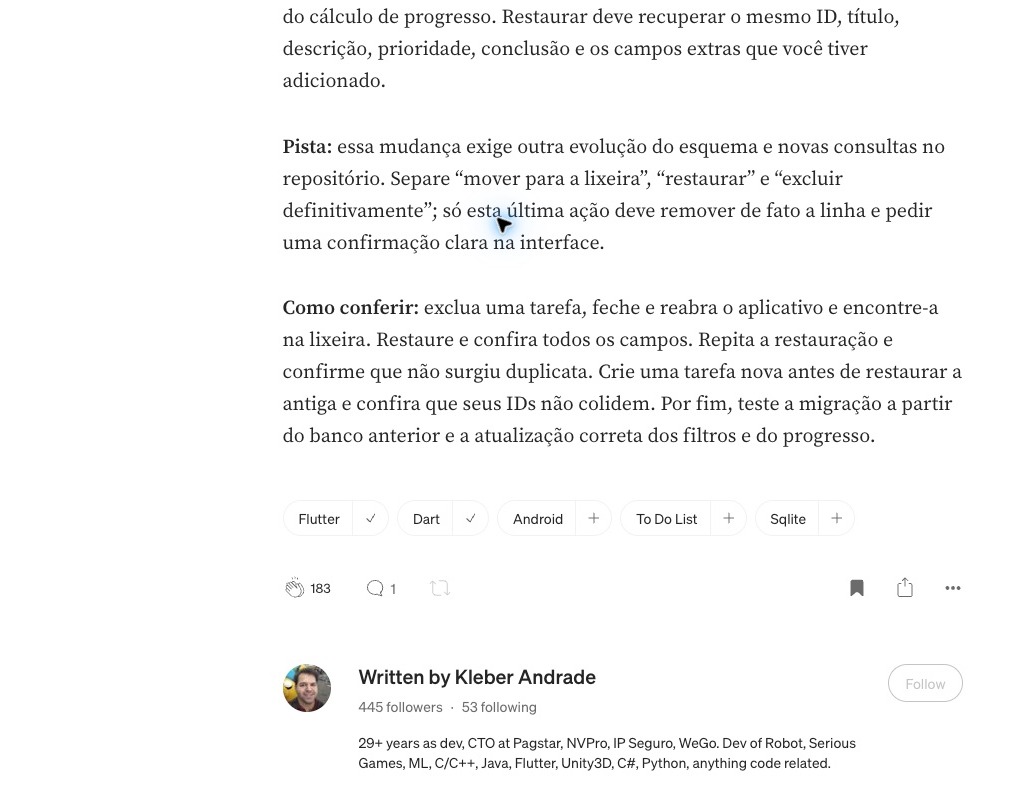 do cálculo de progresso. Restaurar deve recuperar o mesmo ID, título,
descrição, prioridade, conclusão e os campos extras que você tiver
adicionado.
Pista: essa mudança exige outra evolução do esquema e novas consultas no
repositório. Separe “mover para a lixeira”, “restaurar” e “excluir
definitivamente”; só esta última ação deve remover de fato a linha e pedir
uma confirmação clara na interface.
Como conferir: exclua uma tarefa, feche e reabra o aplicativo e encontre-a
na lixeira. Restaure e confira todos os campos. Repita a restauração e
confirme que não surgiu duplicata. Crie uma tarefa nova antes de restaurar a
antiga e confira que seus IDs não colidem. Por fim, teste a migração a partir
do banco anterior e a atualização correta dos filtros e do progresso.
Flutter Dart Android To Do List Sqlite
183 1
Written by Kleber Andrade
Follow
445 followers · 53 following
29+ years as dev, CTO at Pagstar, NVPro, IP Seguro, WeGo. Dev of Robot, Serious
Games, ML, C/C++, Java, Flutter, Unity3D, C#, Python, anything code related.